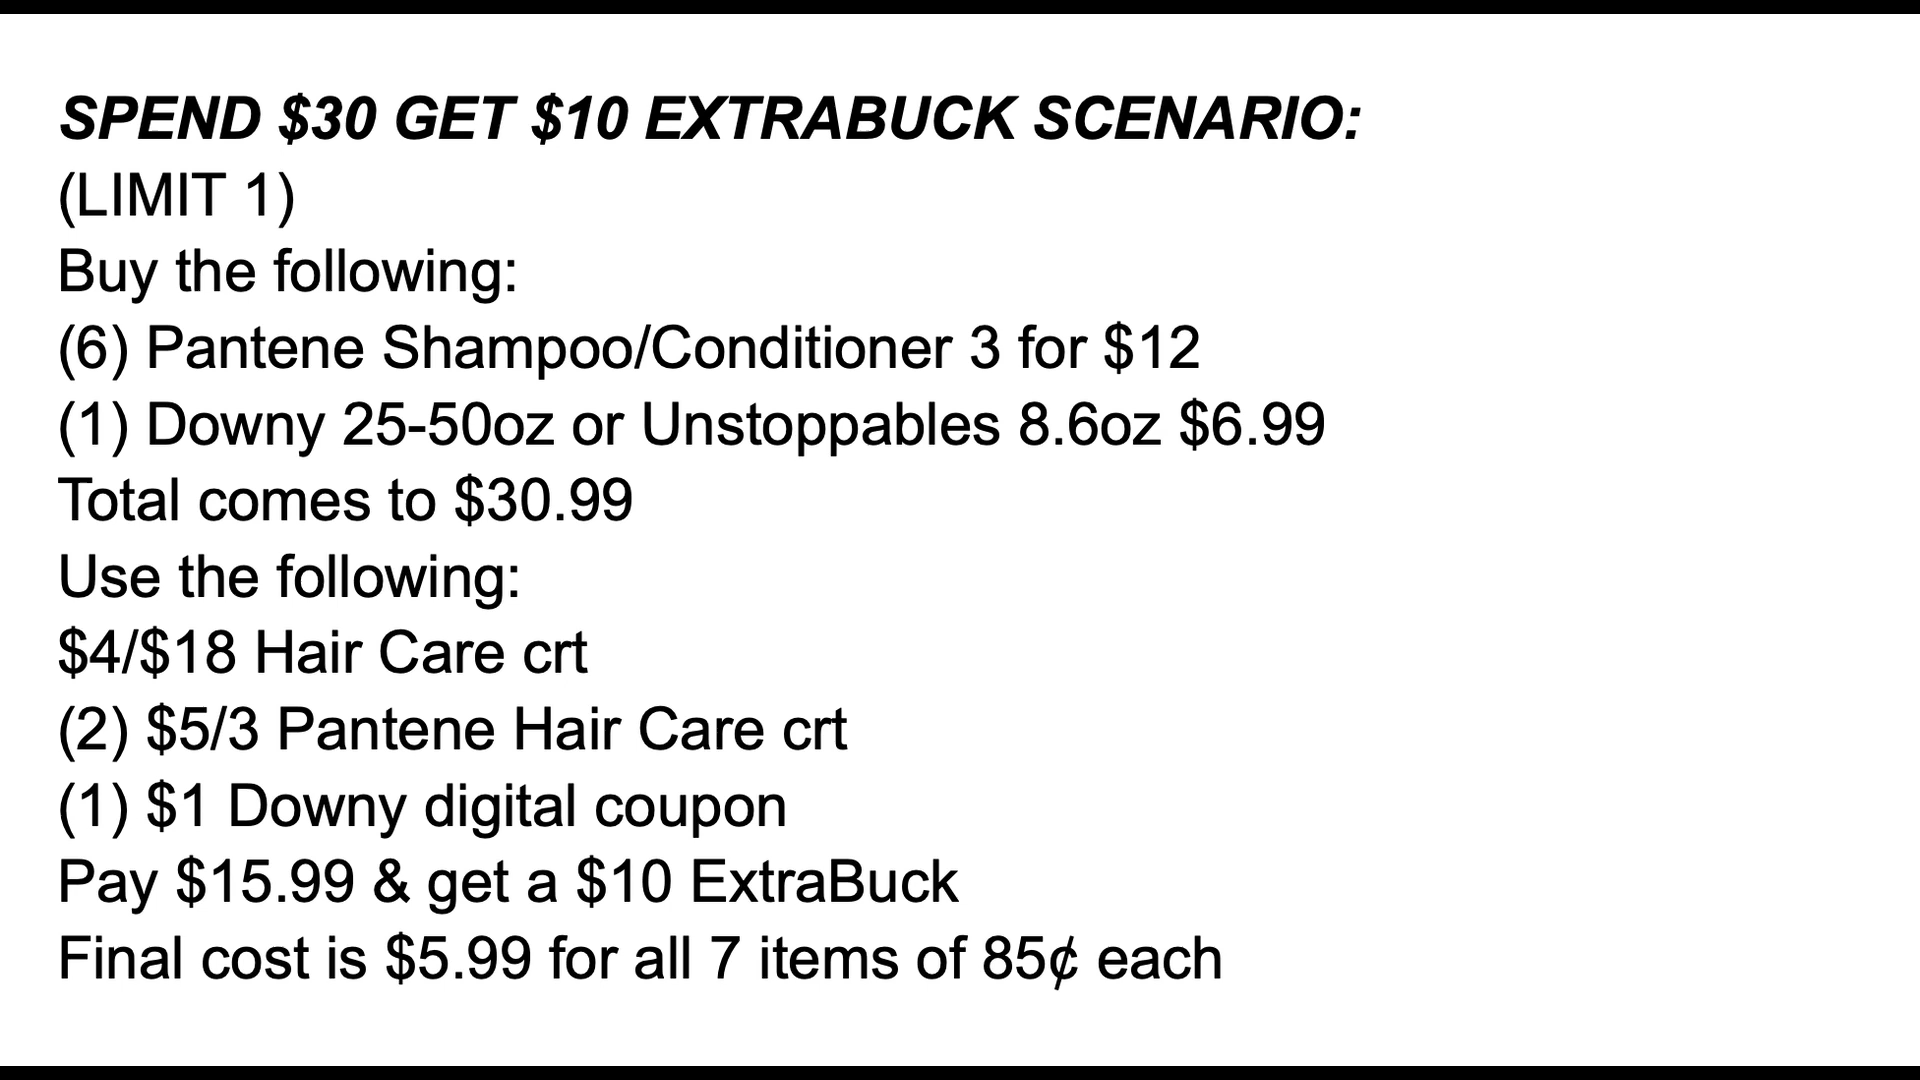 SPEND $30 GET $10 EXTRABUCK SCENARIO:
(LIMIT 1)
Buy the following:
(6) Pantene Shampoo/Conditioner 3 for $12
(1) Downy 25-50oz or Unstoppables 8.6oz $6.99
Total comes to $30.99
Use the following:
$4/$18 Hair Care crt
(2) $5/3 Pantene Hair Care crt
(1) $1 Downy digital coupon
Pay $15.99 & get a $10 ExtraBuck
Final cost is $5.99 for all 7 items of 85¢ each